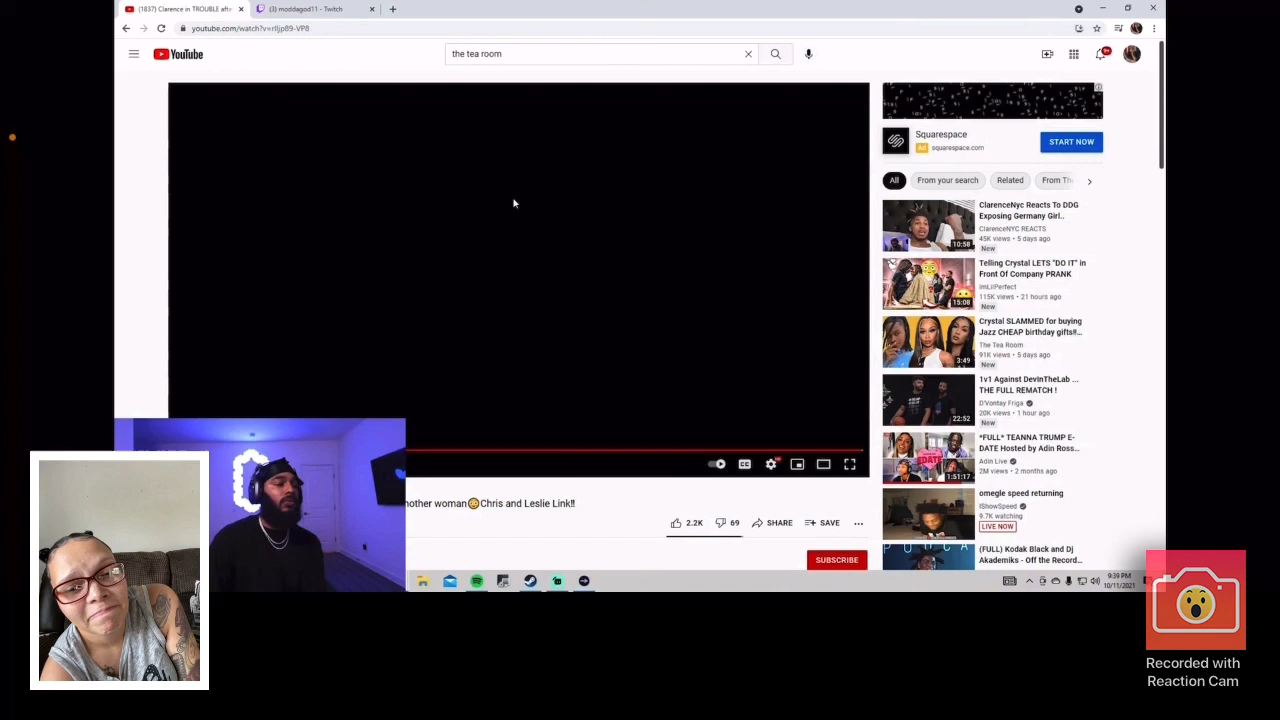 (1837) Clarence in TROUBLE aft
(3) moddagod11 - Twitch
youtube.com/watch?v=rtljp89-VP8
YouTube
the tea room
9+
Squarespace
Ad squarespace.com
START NOW
All
From your search
Related
From Th
ClarenceNyc Reacts To DDG
Exposing Germany Girl..
ClarenceNYC REACTS
45K views • 5 days ago
New
10:58
Telling Crystal LETS "DO IT" in
Front Of Company PRANK
ImLilPerfect
115K views • 21 hours ago
New
15:08
Crystal SLAMMED for buying
Jazz CHEAP birthday gifts!!...
The Tea Room
91K views • 5 days ago
New
3:49
1v1 Against DevInTheLab ...
THE FULL REMATCH !
D'Vontay Friga
20K views • 1 hour ago
New
22:52
*FULL* TEANNA TRUMP E-
DATE Hosted by Adin Ross...
Adin Live
2M views • 2 months ago
1:51:17
omegle speed returning
IShowSpeed
9.7K watching
LIVE NOW
(FULL) Kodak Black and Dj
Akademiks - Off the Record...
CC
nother woman😳Chris and Leslie Link‼
2.2K
69
SHARE
SAVE
SUBSCRIBE
9:39 PM
10/11/2021
Recorded with
Reaction Cam